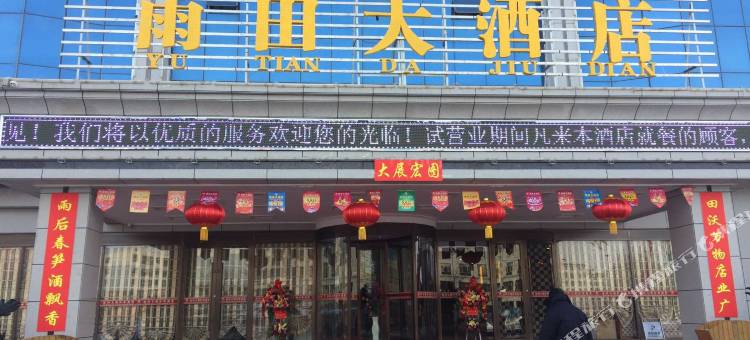 雨田大酒店
YU TIAN DA JIU DIAN
见！我们将以优质的服务欢迎您的光临！试营业期间凡来本酒店就餐的顾客，
大展宏图
雨后春笋酒飘香
田沃万物店业广